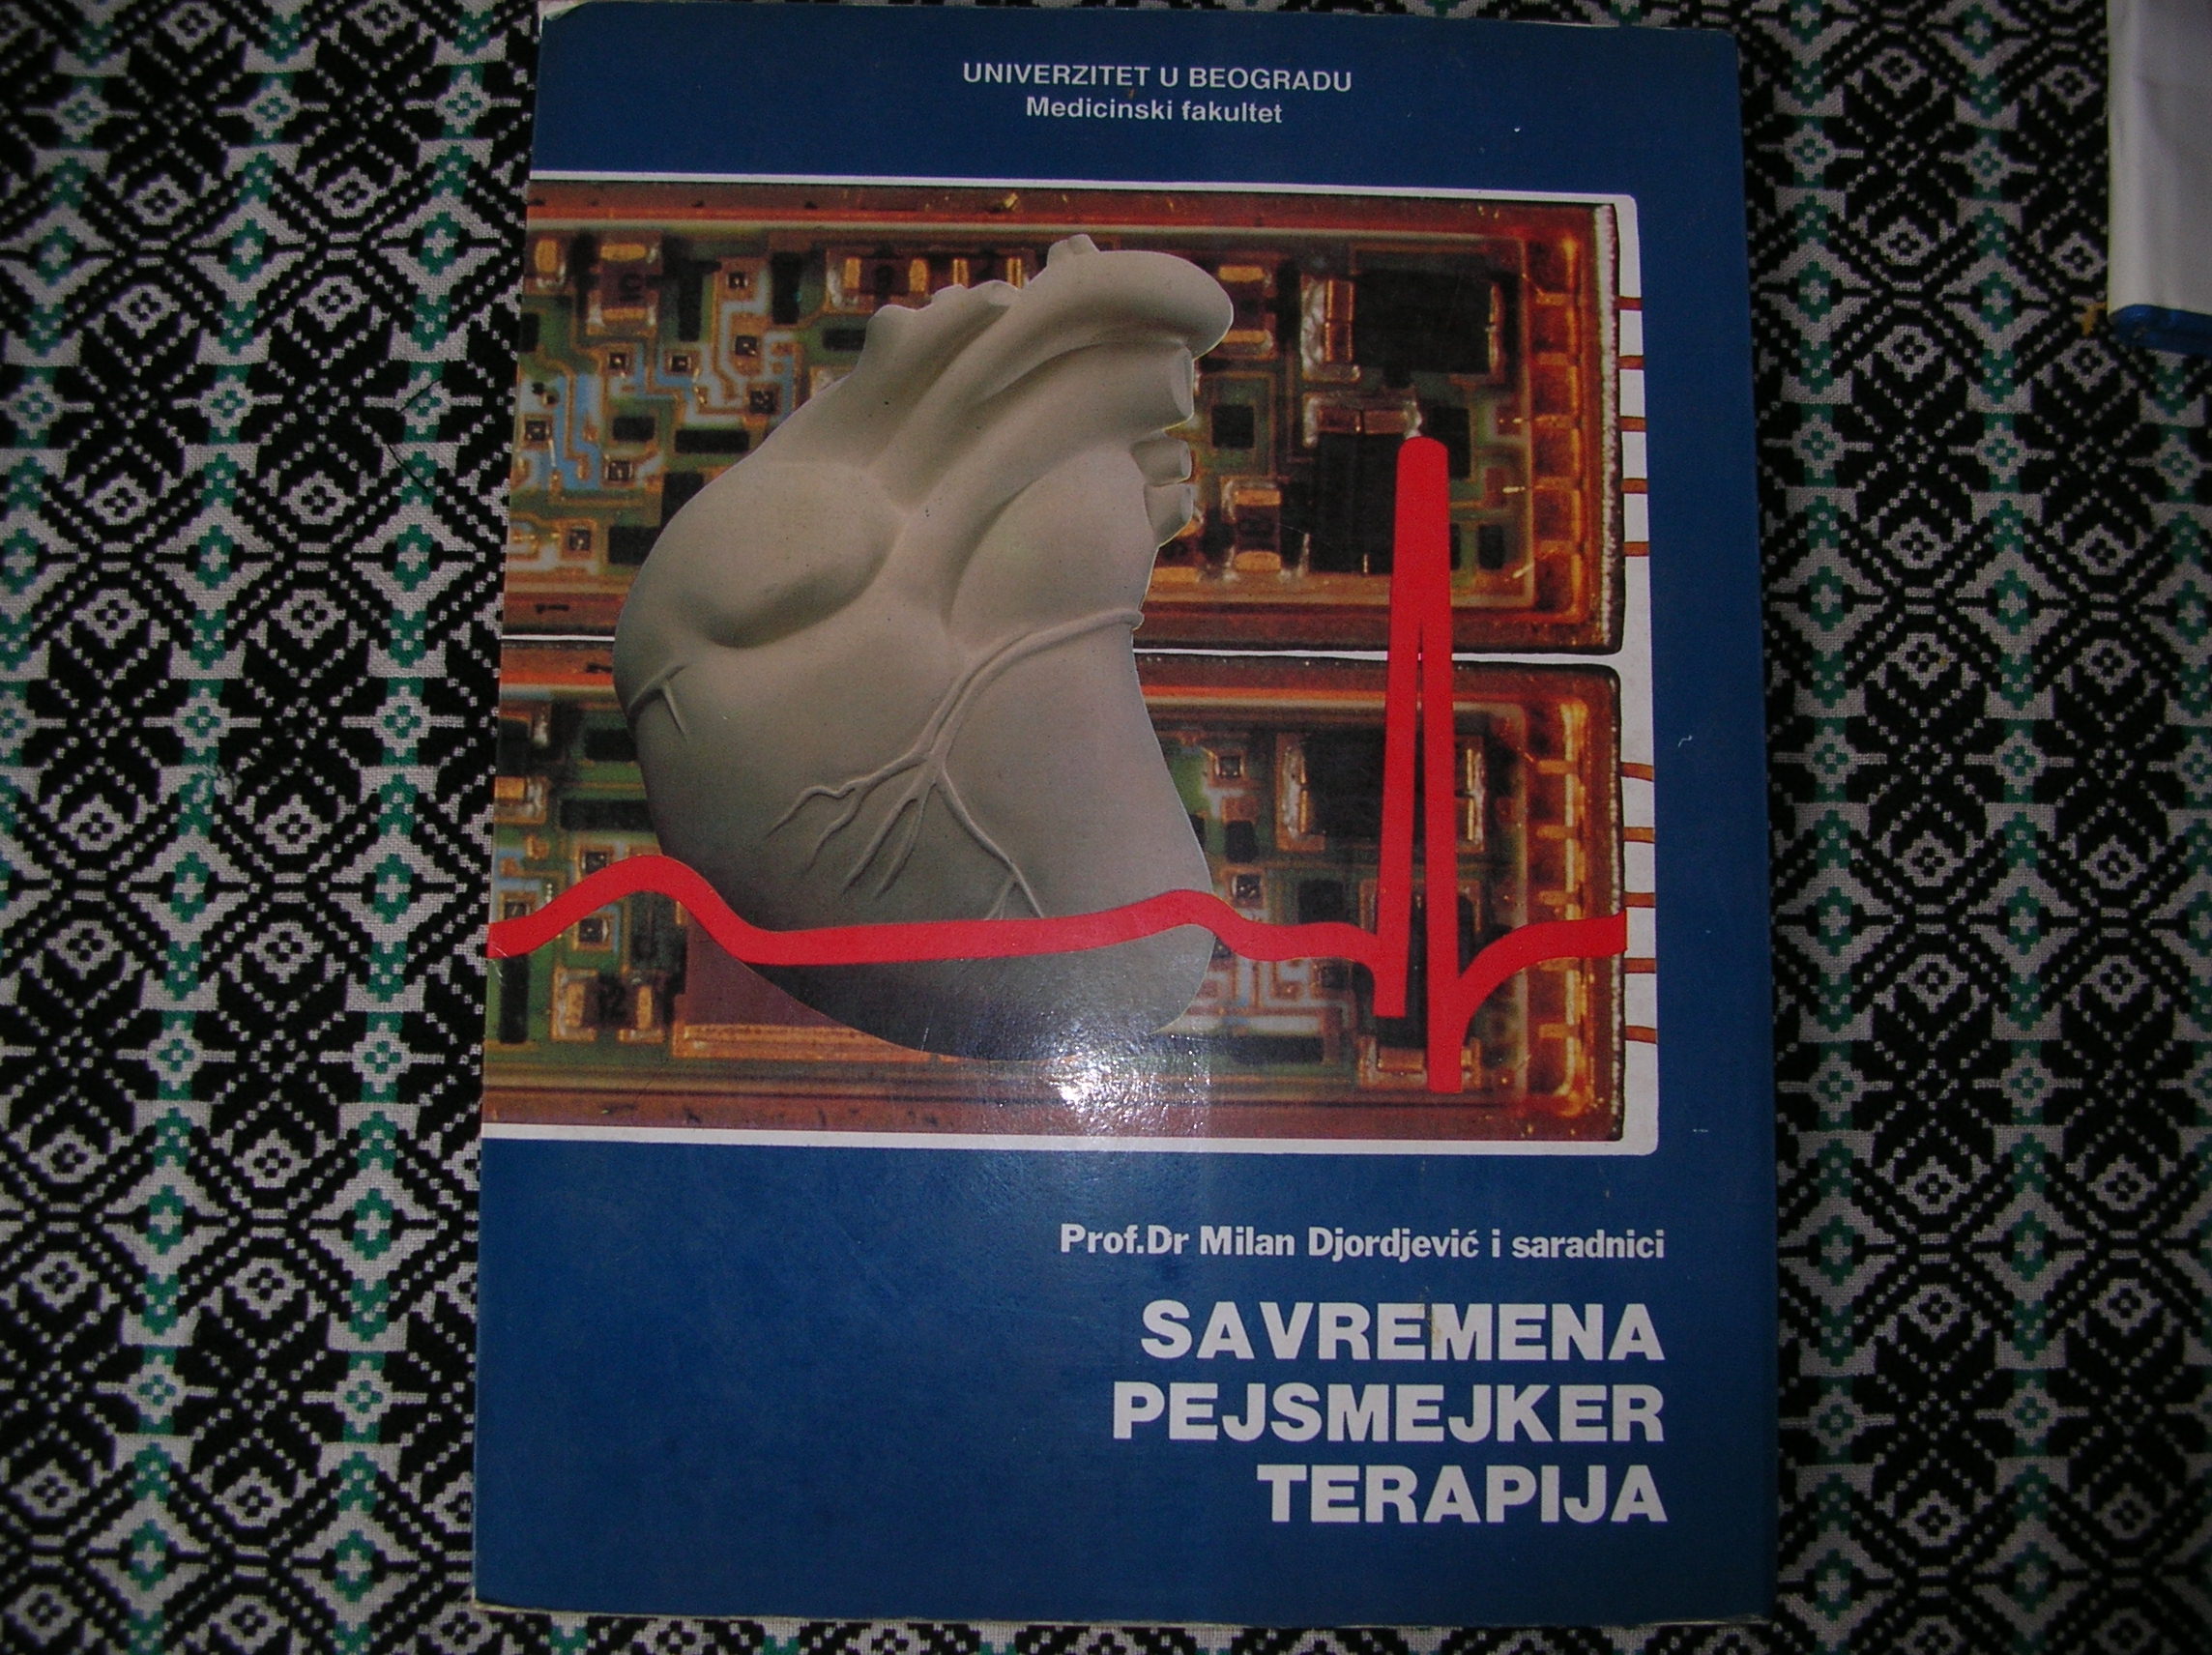 UNIVERZITET U BEOGRADU
Medicinski fakultet
Prof.Dr Milan Djordjević i saradnici
SAVREMENA
PEJSMEJKER
TERAPIJA